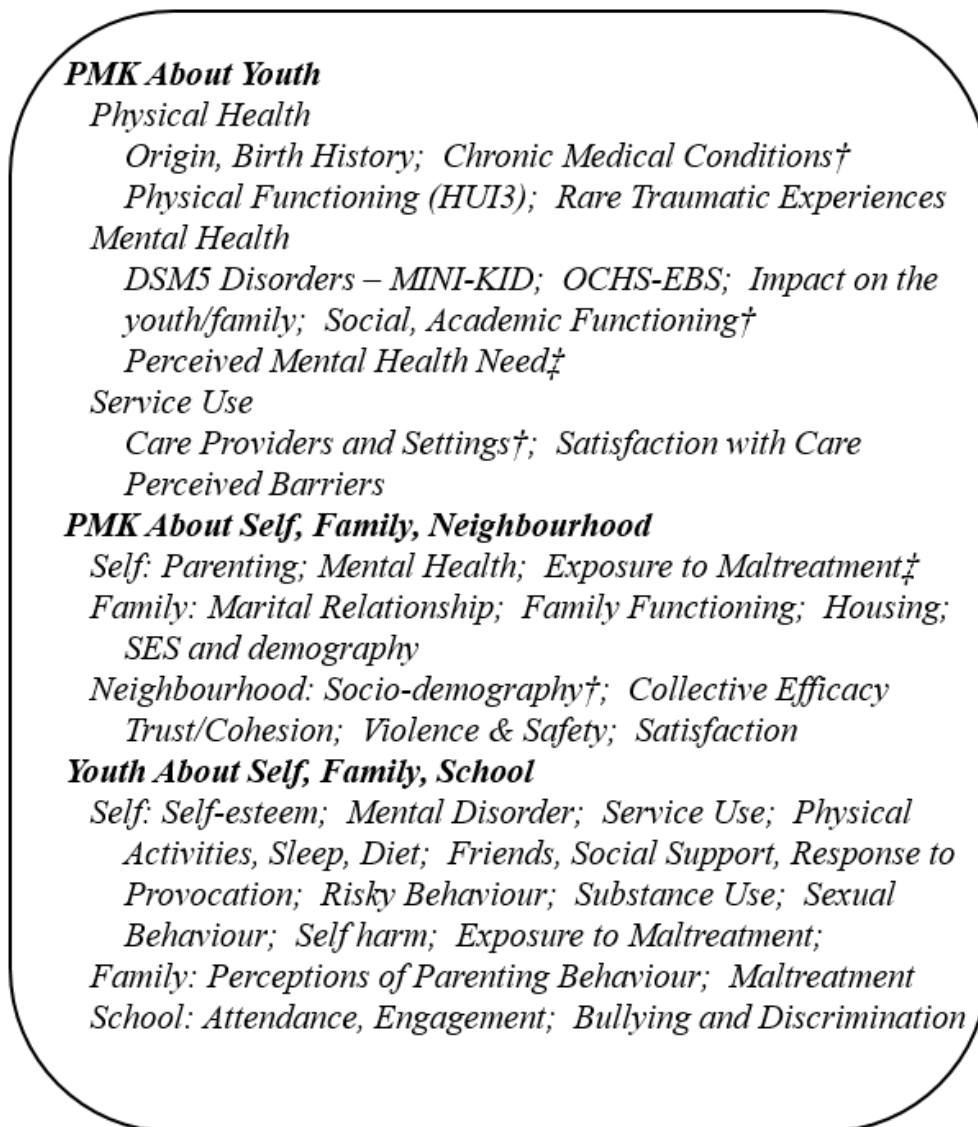 PMK About Youth
Physical Health
Origin, Birth History; Chronic Medical Conditions†
Physical Functioning (HUI3); Rare Traumatic Experiences
Mental Health
DSM5 Disorders – MINI-KID; OCHS-EBS; Impact on the
youth/family; Social, Academic Functioning†
Perceived Mental Health Need‡
Service Use
Care Providers and Settings†; Satisfaction with Care
Perceived Barriers
PMK About Self, Family, Neighbourhood
Self: Parenting; Mental Health; Exposure to Maltreatment‡
Family: Marital Relationship; Family Functioning; Housing;
SES and demography
Neighbourhood: Socio-demography†; Collective Efficacy
Trust/Cohesion; Violence & Safety; Satisfaction
Youth About Self, Family, School
Self: Self-esteem; Mental Disorder; Service Use; Physical
Activities, Sleep, Diet; Friends, Social Support, Response to
Provocation; Risky Behaviour; Substance Use; Sexual
Behaviour; Self harm; Exposure to Maltreatment;
Family: Perceptions of Parenting Behaviour; Maltreatment
School: Attendance, Engagement; Bullying and Discrimination